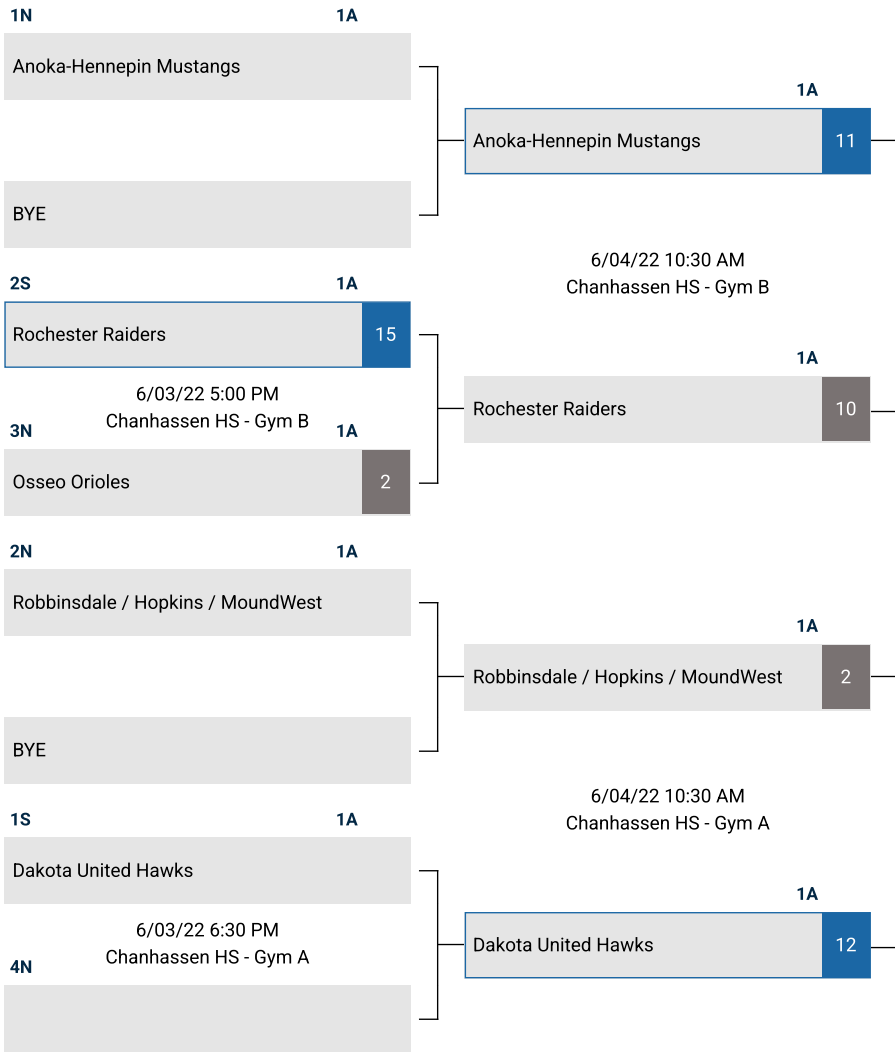 1N 1A
Anoka-Hennepin Mustangs
BYE
2S 1A
Rochester Raiders 15
6/03/22 5:00 PM
Chanhassen HS - Gym B
3N 1A
Osseo Orioles 2
2N 1A
Robbinsdale / Hopkins / MoundWest
BYE
1S 1A
Dakota United Hawks
6/03/22 6:30 PM
Chanhassen HS - Gym A
4N
1A
Anoka-Hennepin Mustangs 11
6/04/22 10:30 AM
Chanhassen HS - Gym B
1A
Rochester Raiders 10
1A
Robbinsdale / Hopkins / MoundWest 2
6/04/22 10:30 AM
Chanhassen HS - Gym A
1A
Dakota United Hawks 12